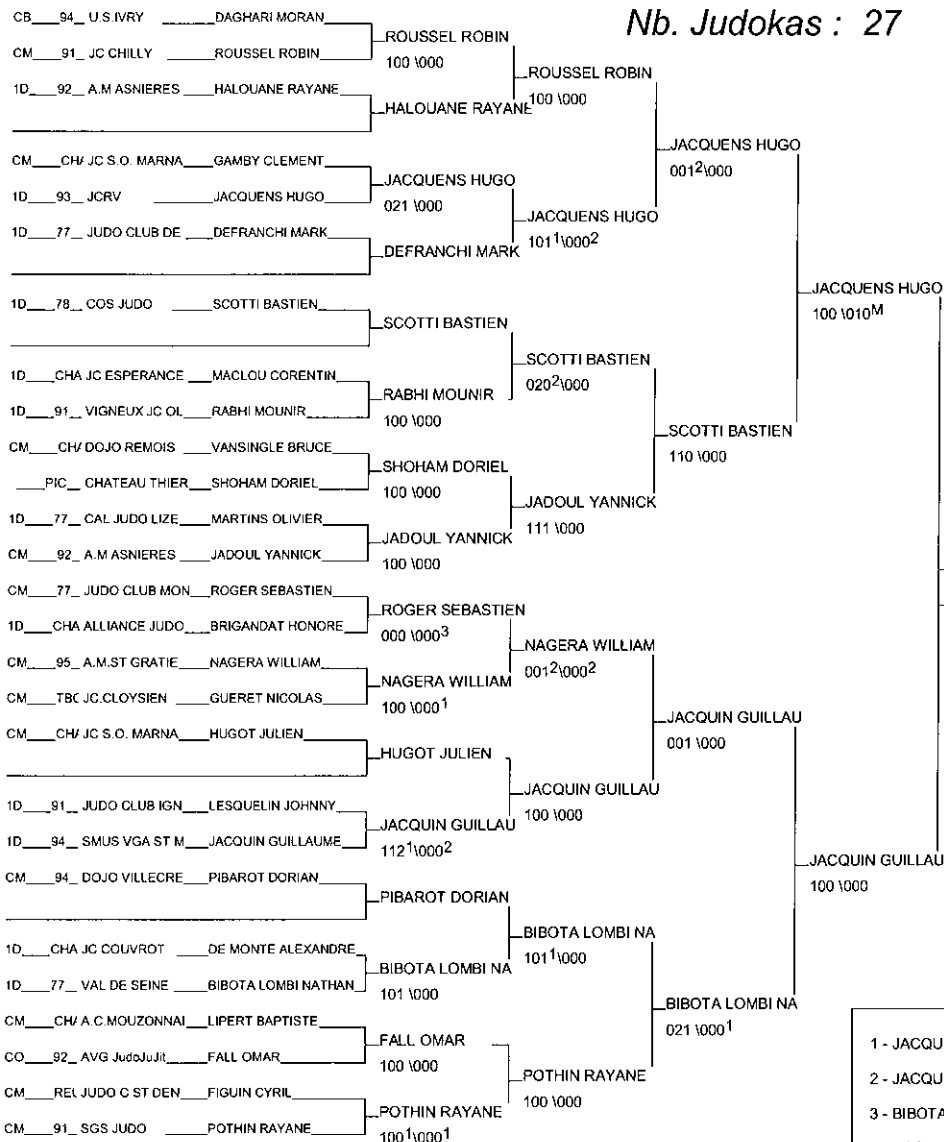 Nb. Judokas : 27
CB 94 U.S.IVRY DAGHARI MORAN
ROUSSEL ROBIN
CM 91 JC CHILLY ROUSSEL ROBIN
100 \000
ROUSSEL ROBIN
1D 92 A.M ASNIERES HALOUANE RAYANE
100 \000
HALOUANE RAYANE
JACQUENS HUGO
001² \000
CM CH/ JC S.O. MARNA GAMBY CLEMENT
JACQUENS HUGO
1D 93 JCRV JACQUENS HUGO
021 \000
JACQUENS HUGO
1D 77 JUDO CLUB DE DEFRANCHI MARK
101¹ \000²
DEFRANCHI MARK
JACQUENS HUGO
100 \010ᴹ
1D 78 COS JUDO SCOTTI BASTIEN
SCOTTI BASTIEN
SCOTTI BASTIEN
020² \000
1D CHA JC ESPERANCE MACLOU CORENTIN
RABHI MOUNIR
1D 91 VIGNEUX JC OL RABHI MOUNIR
100 \000
SCOTTI BASTIEN
110 \000
CM CH/ DOJO REMOIS VANSINGLE BRUCE
SHOHAM DORIEL
PIC CHATEAU THIER SHOHAM DORIEL
100 \000
JADOUL YANNICK
111 \000
1D 77 CAL JUDO LIZE MARTINS OLIVIER
JADOUL YANNICK
CM 92 A.M ASNIERES JADOUL YANNICK
100 \000
CM 77 JUDO CLUB MON ROGER SEBASTIEN
ROGER SEBASTIEN
1D CHA ALLIANCE JUDO BRIGANDAT HONORE
000 \000³
NAGERA WILLIAM
001² \000²
CM 95 A.M.ST GRATIE NAGERA WILLIAM
NAGERA WILLIAM
CM TBC JC.CLOYSIEN GUERET NICOLAS
100 \000¹
JACQUIN GUILLAU
001 \000
CM CH/ JC S.O. MARNA HUGOT JULIEN
HUGOT JULIEN
JACQUIN GUILLAU
100 \000
1D 91 JUDO CLUB IGN LESQUELIN JOHNNY
JACQUIN GUILLAU
1D 94 SMUS VGA ST M JACQUIN GUILLAUME
112¹ \000²
JACQUIN GUILLAU
100 \000
CM 94 DOJO VILLECRE PIBAROT DORIAN
PIBAROT DORIAN
BIBOTA LOMBI NA
101¹ \000
1D CHA JC COUVROT DE MONTE ALEXANDRE
BIBOTA LOMBI NA
1D 77 VAL DE SEINE BIBOTA LOMBI NATHAN
101 \000
BIBOTA LOMBI NA
021 \000¹
CM CH/ A.C.MOUZONNAI LIPERT BAPTISTE
FALL OMAR
CO 92 AVG JudoJuJit FALL OMAR
100 \000
POTHIN RAYANE
100 \000
CM REU JUDO C ST DEN FIGUIN CYRIL
POTHIN RAYANE
CM 91 SGS JUDO POTHIN RAYANE
100¹ \000¹
1 - JACQU
2 - JACQU
3 - BIBOTA